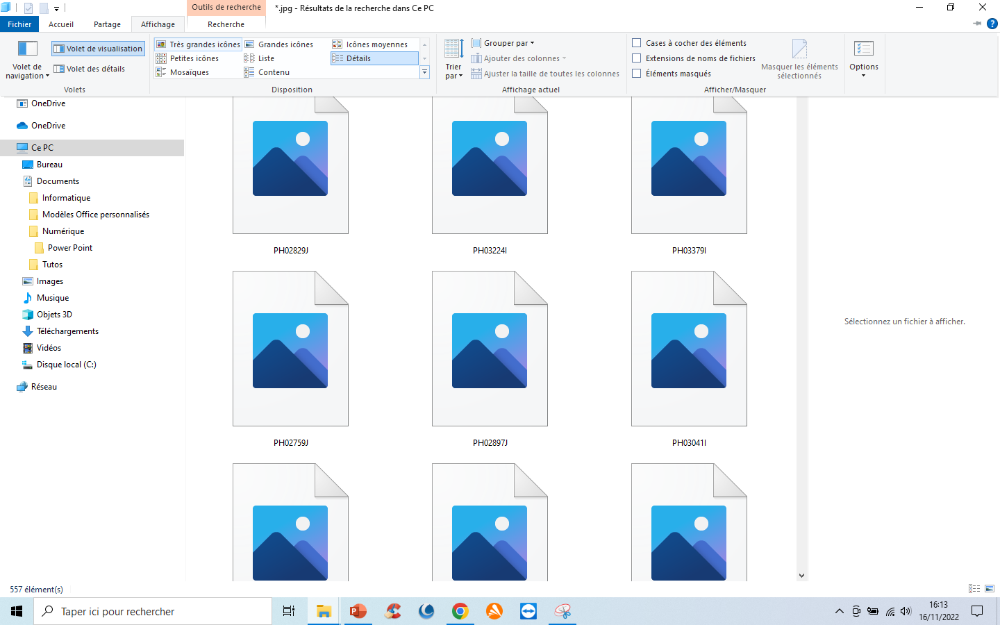 Outils de recherche
*.jpg - Résultats de la recherche dans Ce PC
Fichier Accueil Partage Affichage Recherche
Volet de navigation
Volet de visualisation
Volet des détails
Volets
Très grandes icônes Grandes icônes Icônes moyennes
Petites icônes Liste Détails
Mosaïques Contenu
Disposition
Trier par
Grouper par
Ajouter des colonnes
Ajuster la taille de toutes les colonnes
Affichage actuel
Cases à cocher des éléments
Extensions de noms de fichiers
Éléments masqués
Masquer les éléments
sélectionnés
Afficher/Masquer
Options
OneDrive
OneDrive
Ce PC
Bureau
Documents
Informatique
Modèles Office personnalisés
Numérique
Power Point
Tutos
Images
Musique
Objets 3D
Téléchargements
Vidéos
Disque local (C:)
Réseau
PH02829J PH03224I PH03379I
PH02759J PH02897J PH03041I
Sélectionnez un fichier à afficher.
557 élément(s)
Taper ici pour rechercher
16:13
16/11/2022